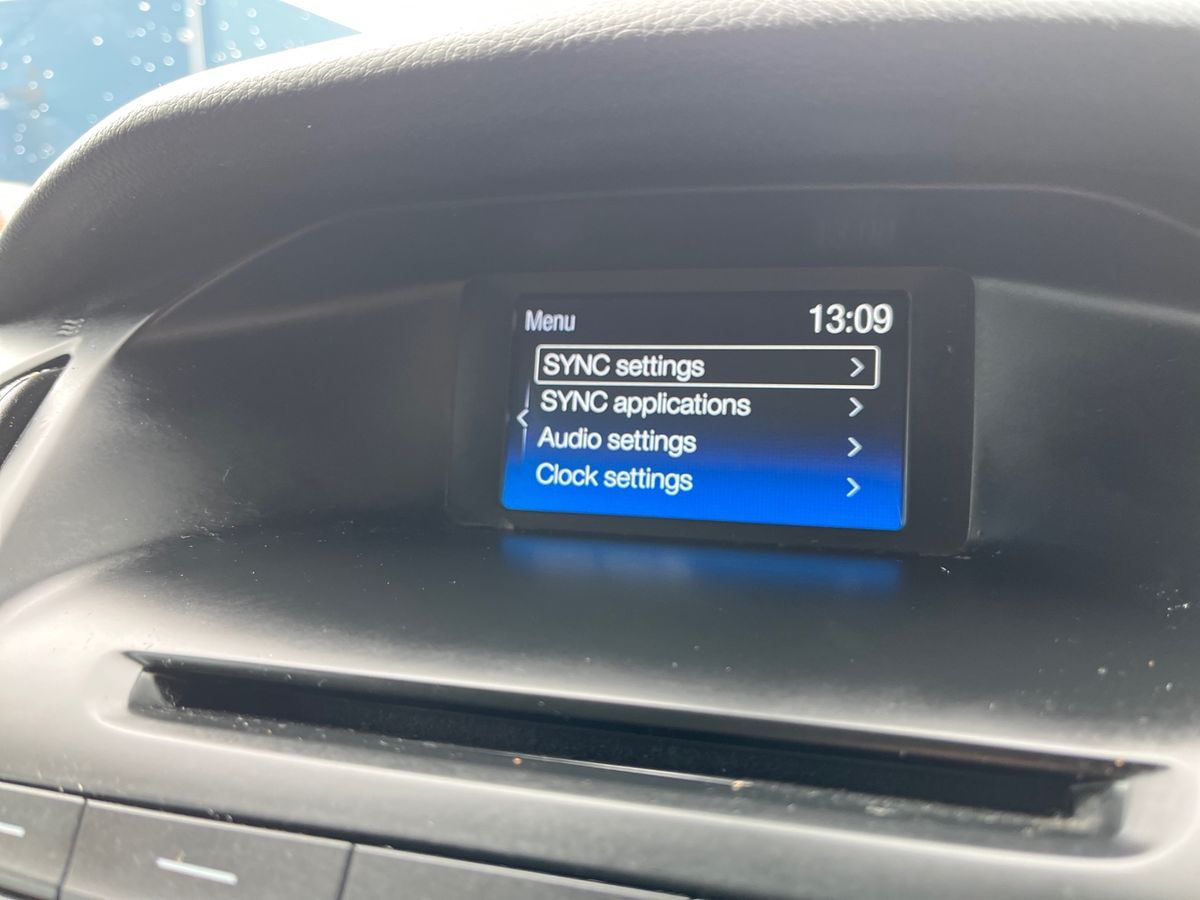 Menu 13:09
SYNC settings
SYNC applications
Audio settings
Clock settings